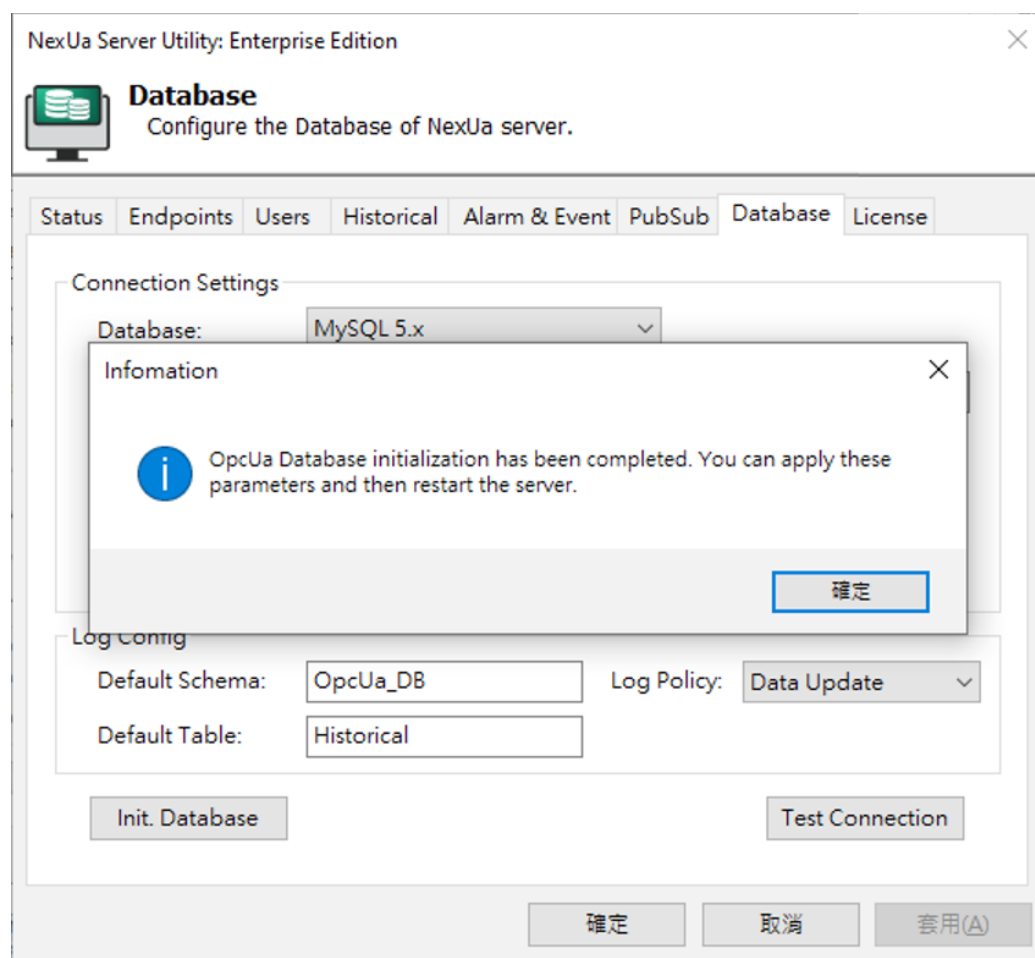 NexUa Server Utility: Enterprise Edition
Database
Configure the Database of NexUa server.
Status Endpoints Users Historical Alarm & Event PubSub Database License
Connection Settings
Database: MySQL 5.x
Infomation
OpcUa Database initialization has been completed. You can apply these
parameters and then restart the server.
確定
Log Config
Default Schema: OpcUa_DB Log Policy: Data Update
Default Table: Historical
Init. Database Test Connection
確定 取消 套用(A)